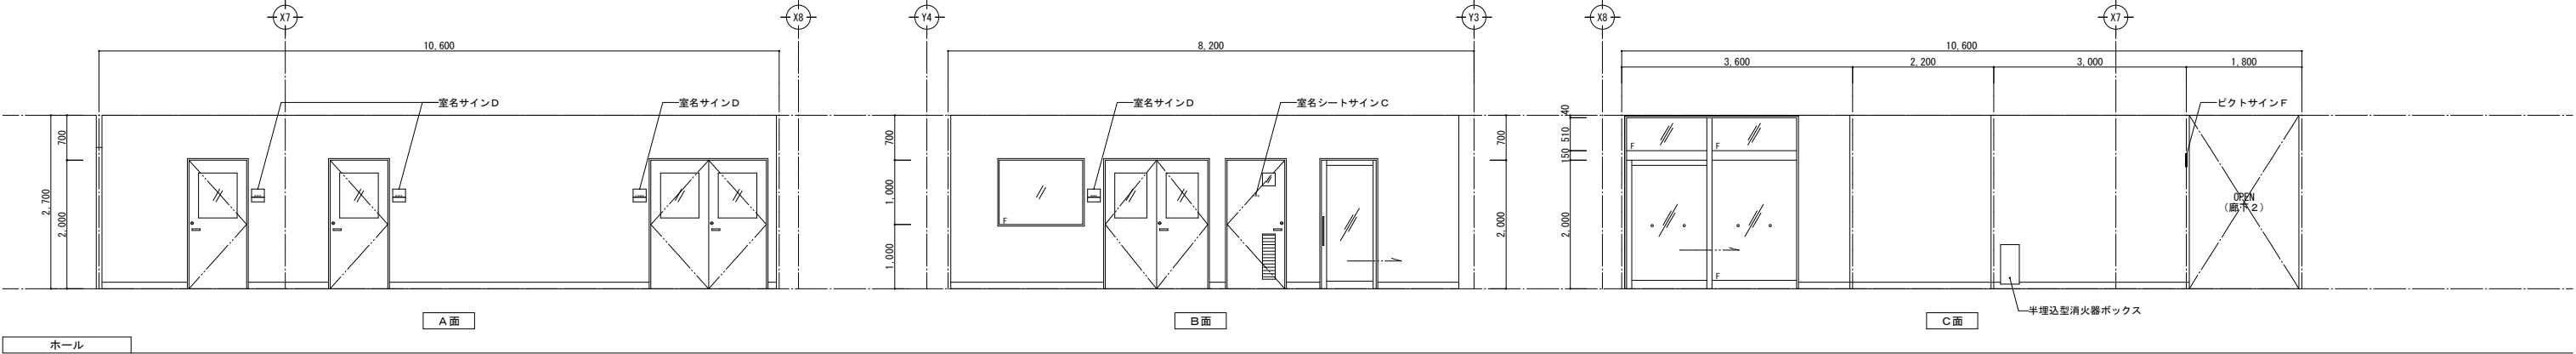 X7
X8
10,600
室名サインD
室名サインD
700
2,700
2,000
A面
Y4
Y3
8,200
室名サインD
室名シートサインC
700
1,000
1,000
F
700
2,000
B面
X8
X7
10,600
3,600
2,200
3,000
1,800
ピクトサインF
40
510
150
2,000
F
F
F
OPEN
(廊下2)
半埋込型消火器ボックス
C面
ホール